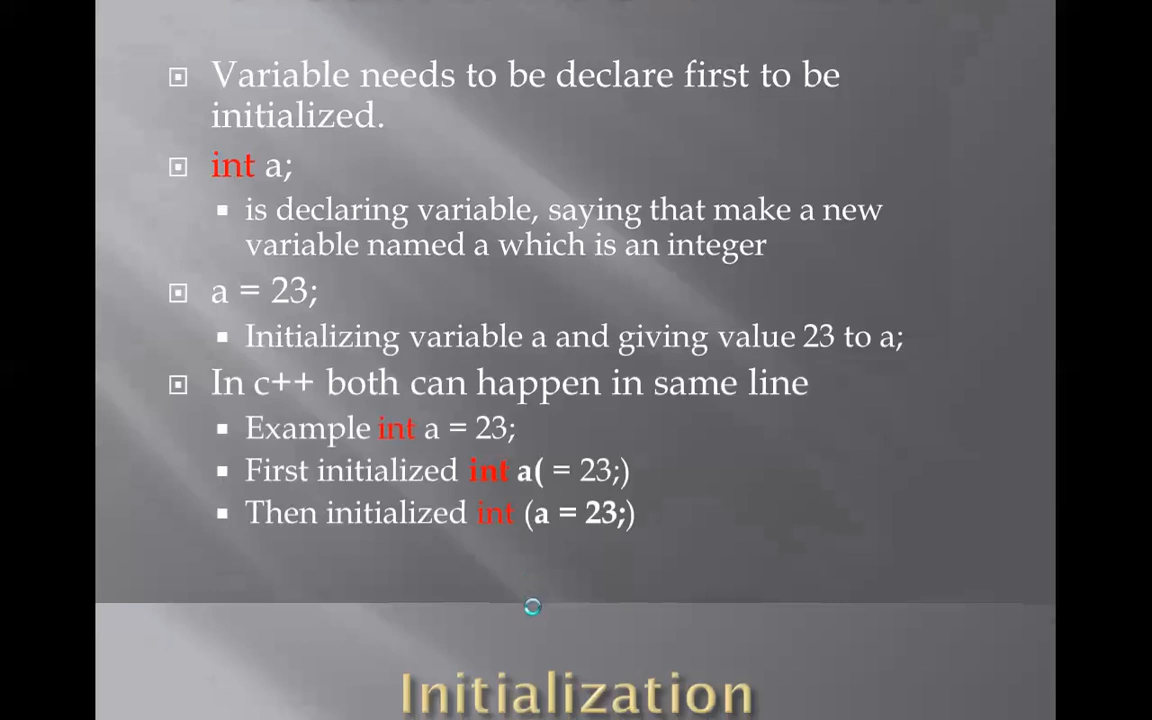 Variable needs to be declare first to be
initialized.
int a;
is declaring variable, saying that make a new
variable named a which is an integer
a = 23;
Initializing variable a and giving value 23 to a;
In c++ both can happen in same line
Example int a = 23;
First initialized int a( = 23;)
Then initialized int (a = 23;)
Initialization